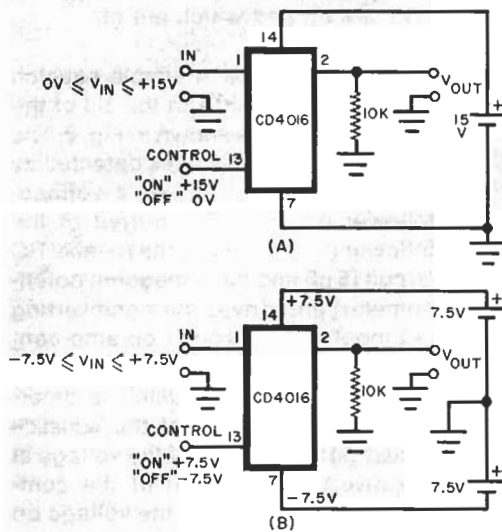 14
IN
1
2
0V ≤ VIN ≤ +15V
CD4016
VOUT
10K
15
V
+
CONTROL 13
"ON" +15V
"OFF" 0V
7
(A)
14 +7.5V
7.5V +
IN
1
2
-7.5V ≤ VIN ≤ +7.5V
CD4016
VOUT
10K
CONTROL 13
"ON" +7.5V
"OFF" -7.5V
7
-7.5V
7.5V +
(B)